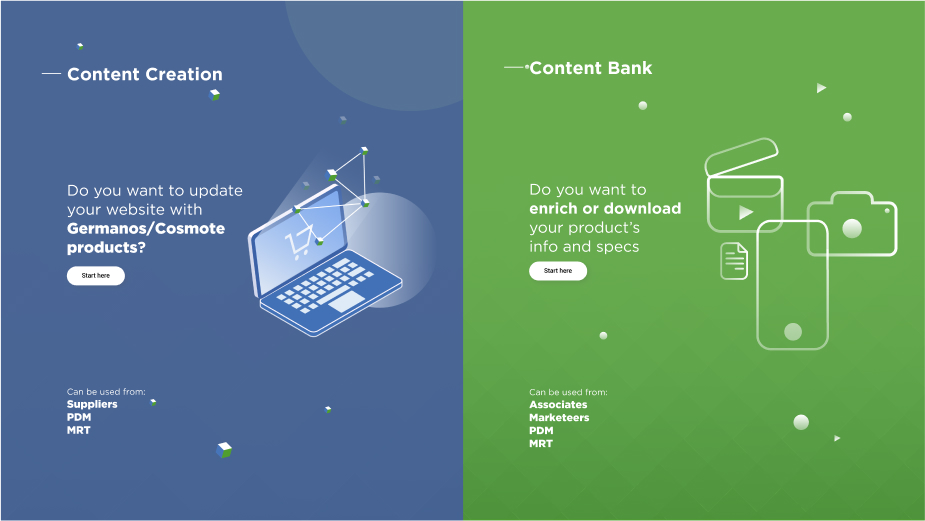 Content Creation
Do you want to update
your website with
Germanos/Cosmote
products?
Start here
Can be used from:
Suppliers
PDM
MRT
Content Bank
Do you want to
enrich or download
your product's
info and specs
Start here
Can be used from:
Associates
Marketeers
PDM
MRT